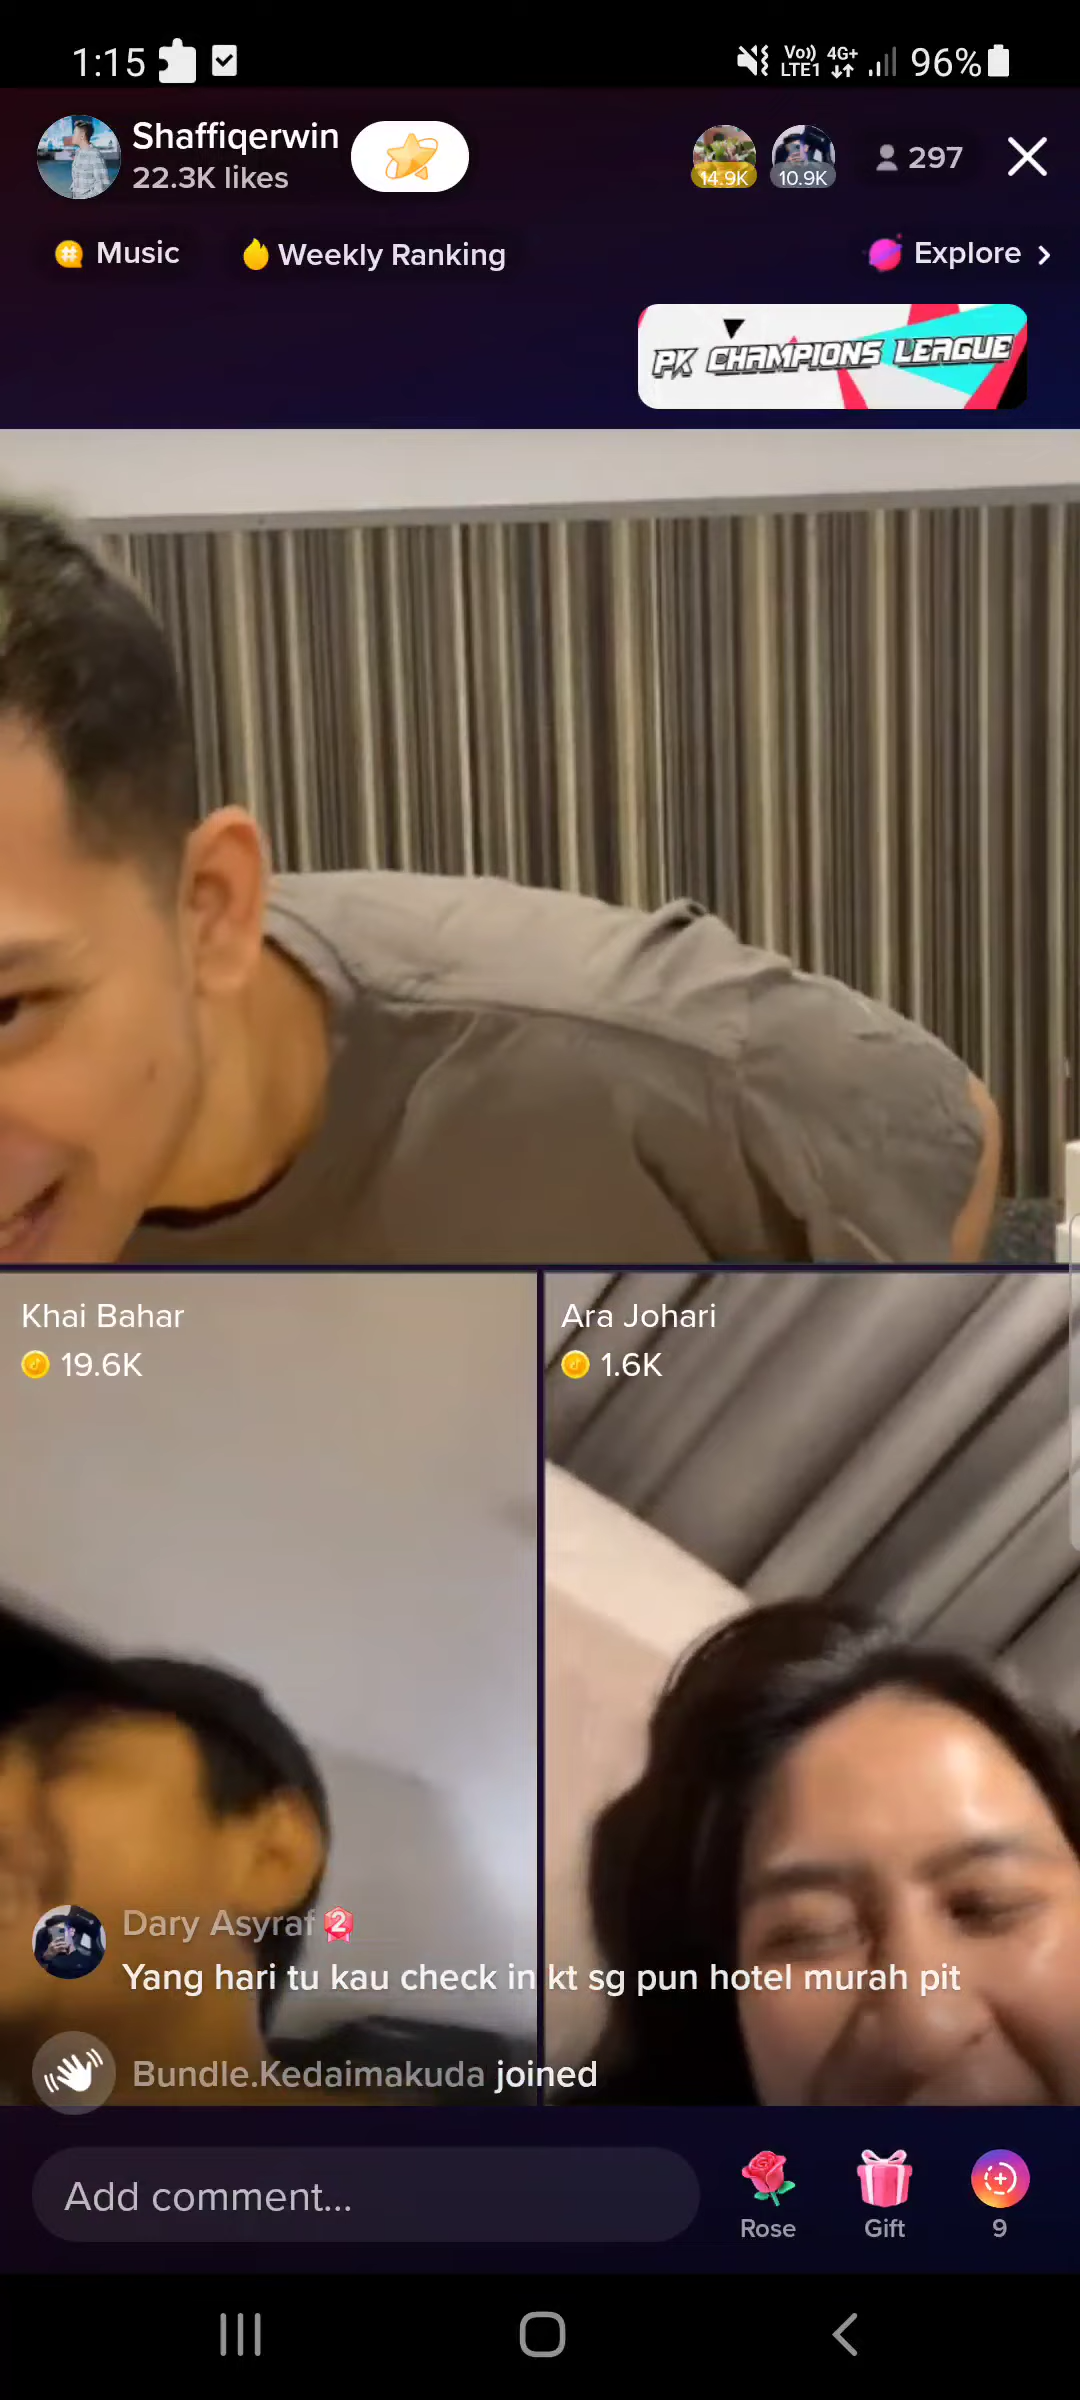 1:15
Vo)) LTE1 4G+ 96%
Shaffiqerwin
22.3K likes
14.9K
10.9K
297
Music
Weekly Ranking
Explore
PK CHAMPIONS LEAGUE
Khai Bahar
19.6K
Ara Johari
1.6K
Dary Asyraf 2
Yang hari tu kau check in kt sg pun hotel murah pit
Bundle.Kedaimakuda joined
Add comment...
Rose
Gift
9